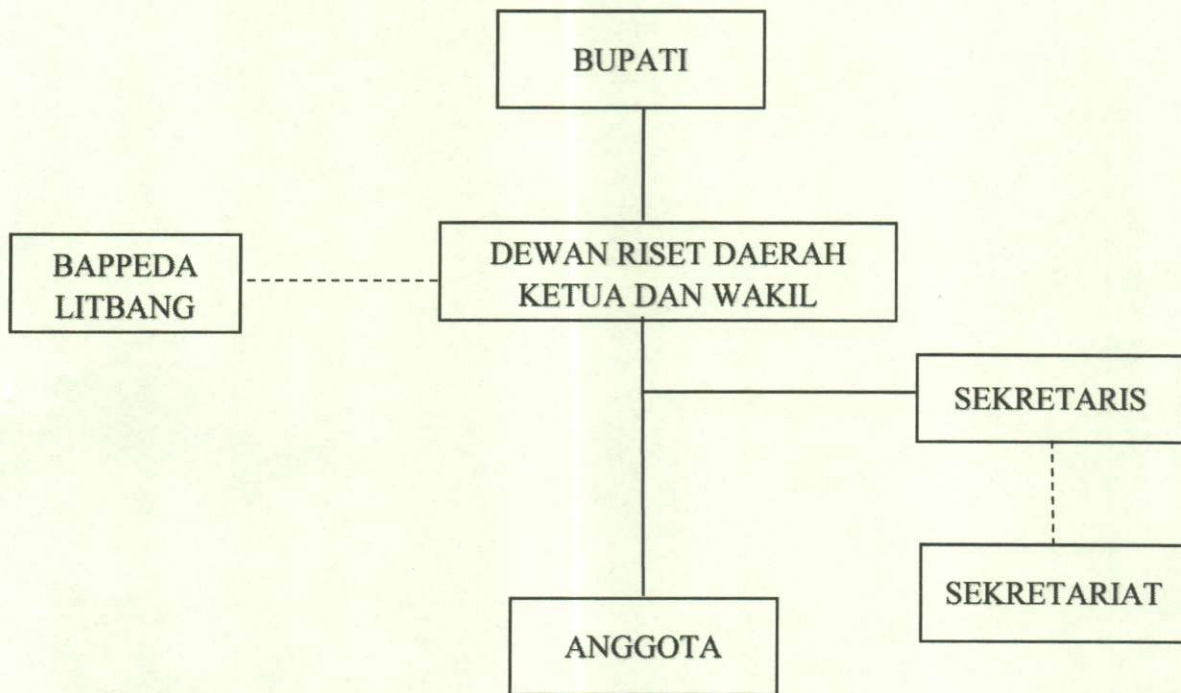 BUPATI
DEWAN RISET DAERAH
KETUA DAN WAKIL
BAPPEDA
LITBANG
SEKRETARIS
SEKRETARIAT
ANGGOTA